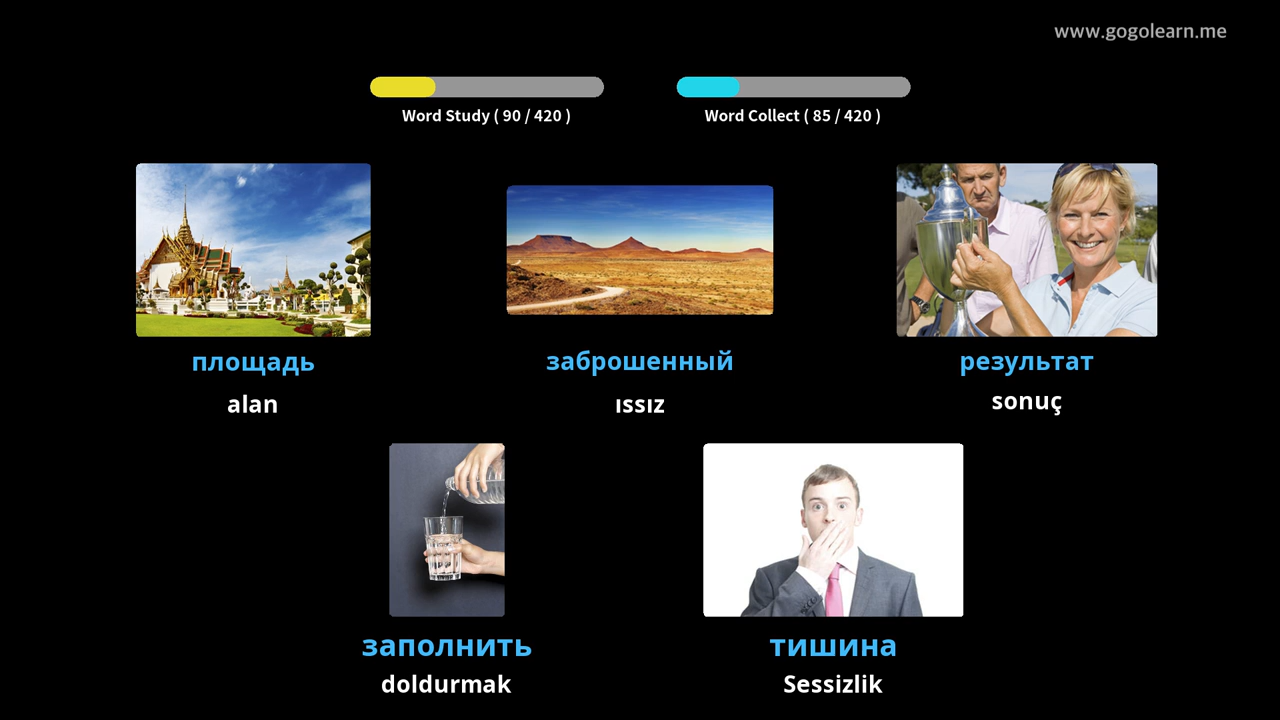 www.gogolearn.me
Word Study ( 90 / 420 )
Word Collect ( 85 / 420 )
площадь
alan
заброшенный
ıssız
результат
sonuç
заполнить
doldurmak
тишина
Sessizlik